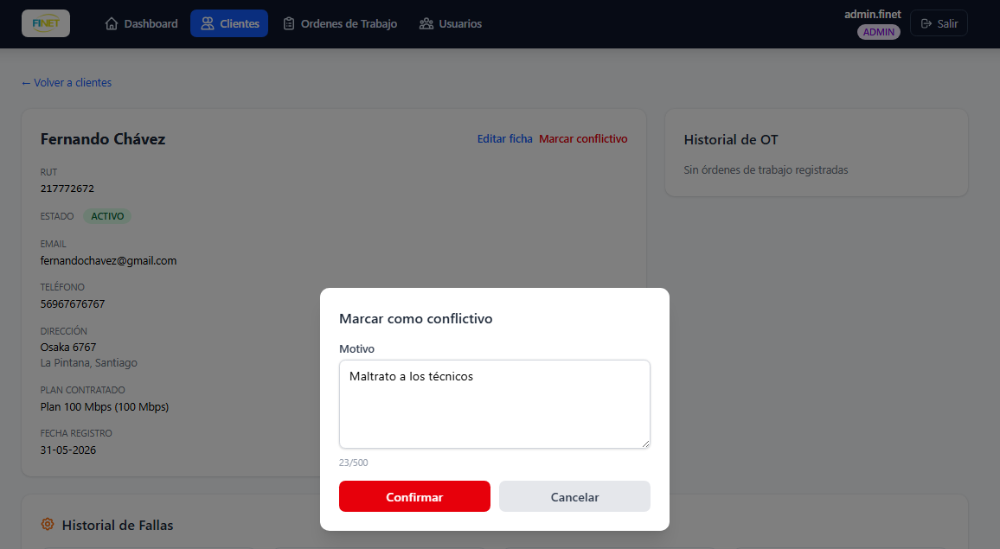 FINET
Dashboard
Clientes
Ordenes de Trabajo
Usuarios
admin.finet
ADMIN
Salir
← Volver a clientes
Fernando Chávez
Editar ficha
Marcar conflictivo
RUT
217772672
ESTADO ACTIVO
EMAIL
fernandochavez@gmail.com
TELÉFONO
56967676767
DIRECCIÓN
Osaka 6767
La Pintana, Santiago
PLAN CONTRATADO
Plan 100 Mbps (100 Mbps)
FECHA REGISTRO
31-05-2026
Historial de OT
Sin órdenes de trabajo registradas
Marcar como conflictivo
Motivo
Maltrato a los técnicos
23/500
Confirmar
Cancelar
Historial de Fallas